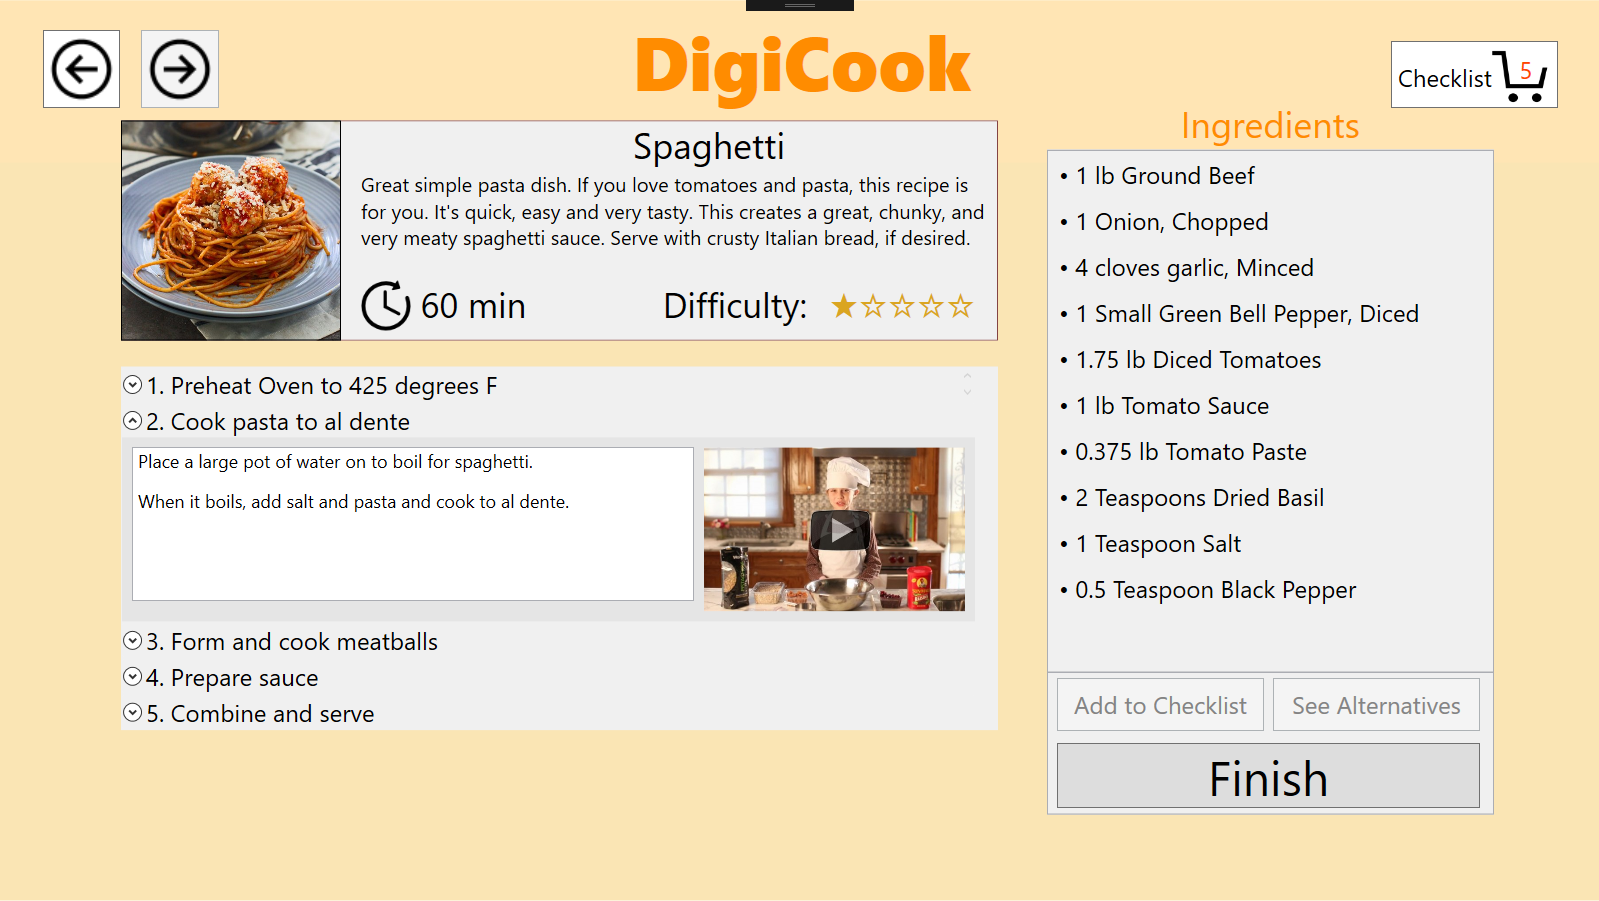 DigiCook
Checklist 5
Spaghetti
Great simple pasta dish. If you love tomatoes and pasta, this recipe is
for you. It's quick, easy and very tasty. This creates a great, chunky, and
very meaty spaghetti sauce. Serve with crusty Italian bread, if desired.
60 min
Difficulty:
1. Preheat Oven to 425 degrees F
2. Cook pasta to al dente
Place a large pot of water on to boil for spaghetti.
When it boils, add salt and pasta and cook to al dente.
3. Form and cook meatballs
4. Prepare sauce
5. Combine and serve
Ingredients
• 1 lb Ground Beef
• 1 Onion, Chopped
• 4 cloves garlic, Minced
• 1 Small Green Bell Pepper, Diced
• 1.75 lb Diced Tomatoes
• 1 lb Tomato Sauce
• 0.375 lb Tomato Paste
• 2 Teaspoons Dried Basil
• 1 Teaspoon Salt
• 0.5 Teaspoon Black Pepper
Add to Checklist
See Alternatives
Finish